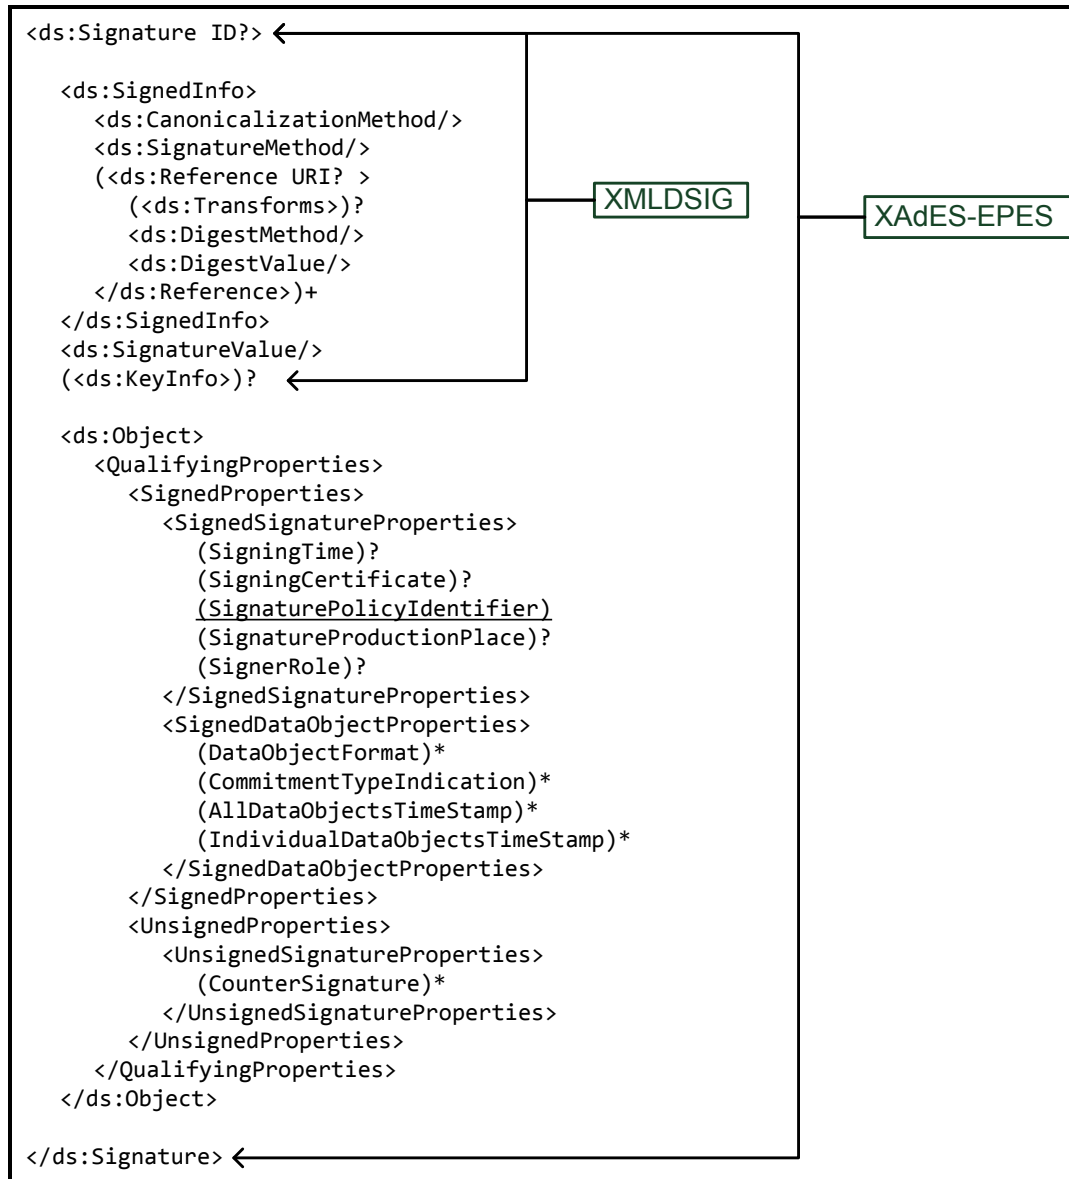 <ds:Signature ID?>
<ds:SignedInfo>
<ds:CanonicalizationMethod/>
<ds:SignatureMethod/>
(<ds:Reference URI? >
(<ds:Transforms>)?
<ds:DigestMethod/>
<ds:DigestValue/>
</ds:Reference>)+
</ds:SignedInfo>
<ds:SignatureValue/>
(<ds:KeyInfo>)?
XMLDSIG
XAdES-EPES
<ds:Object>
<QualifyingProperties>
<SignedProperties>
<SignedSignatureProperties>
(SigningTime)?
(SigningCertificate)?
(SignaturePolicyIdentifier)
(SignatureProductionPlace)?
(SignerRole)?
</SignedSignatureProperties>
<SignedDataObjectProperties>
(DataObjectFormat)*
(CommitmentTypeIndication)*
(AllDataObjectsTimeStamp)*
(IndividualDataObjectsTimeStamp)*
</SignedDataObjectProperties>
</SignedProperties>
<UnsignedProperties>
<UnsignedSignatureProperties>
(CounterSignature)*
</UnsignedSignatureProperties>
</UnsignedProperties>
</QualifyingProperties>
</ds:Object>
</ds:Signature>